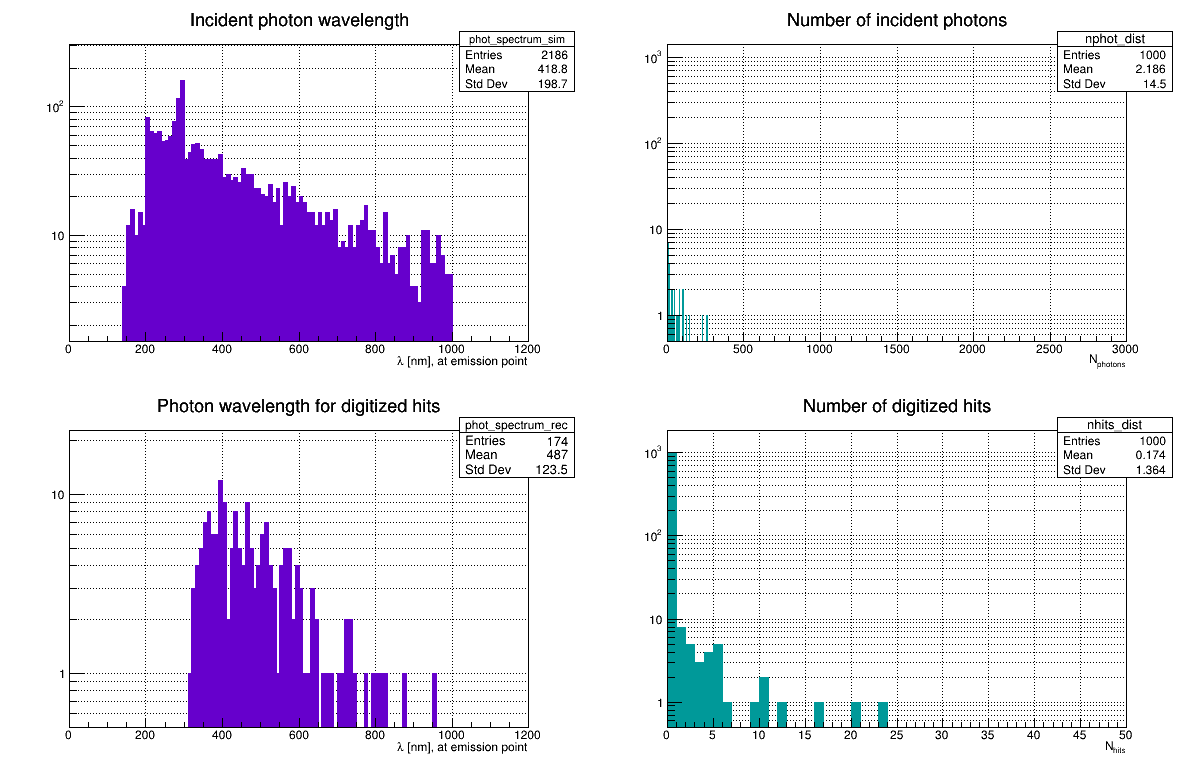 Incident photon wavelength
phot_spectrum_sim
Entries 2186
Mean 418.8
Std Dev 198.7
10²
10
0 200 400 600 800 1000 1200
λ [nm], at emission point
Number of incident photons
nphot_dist
Entries 1000
Mean 2.186
Std Dev 14.5
10³
10²
10
1
0 500 1000 1500 2000 2500 3000
Nphotons
Photon wavelength for digitized hits
phot_spectrum_rec
Entries 174
Mean 487
Std Dev 123.5
10
1
0 200 400 600 800 1000 1200
λ [nm], at emission point
Number of digitized hits
nhits_dist
Entries 1000
Mean 0.174
Std Dev 1.364
10³
10²
10
1
0 5 10 15 20 25 30 35 40 45 50
Nhits